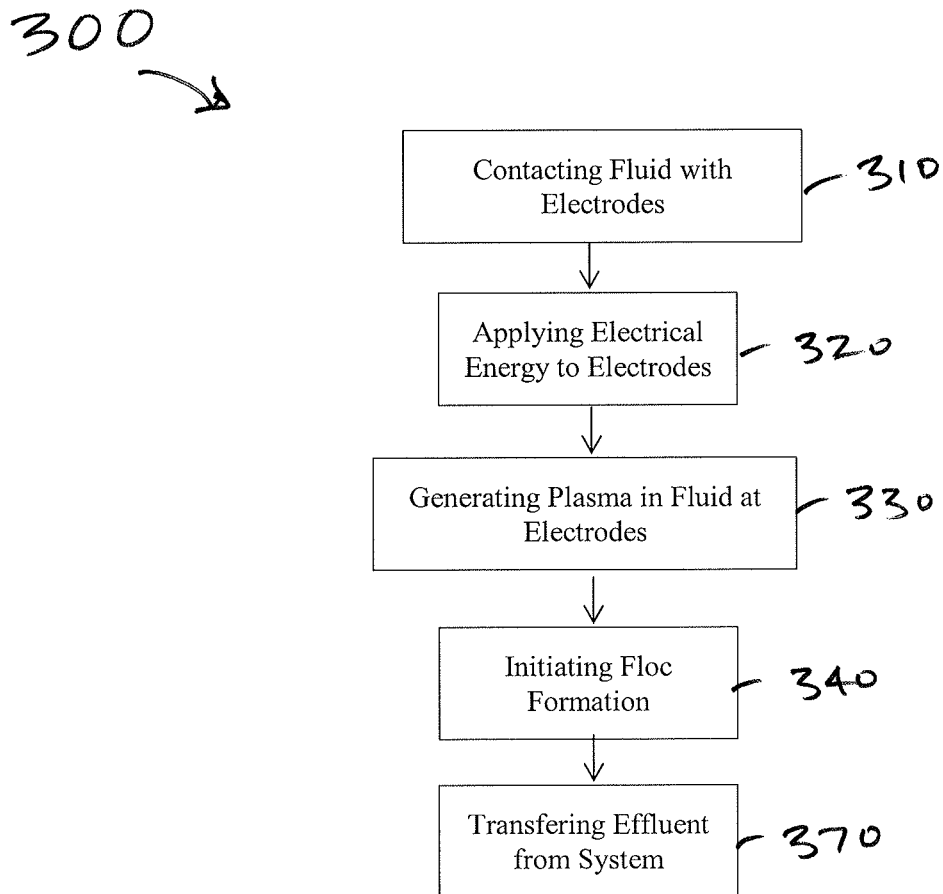 300
Contacting Fluid with
Electrodes
310
Applying Electrical
Energy to Electrodes
320
Generating Plasma in Fluid at
Electrodes
330
Initiating Floc
Formation
340
Transfering Effluent
from System
370